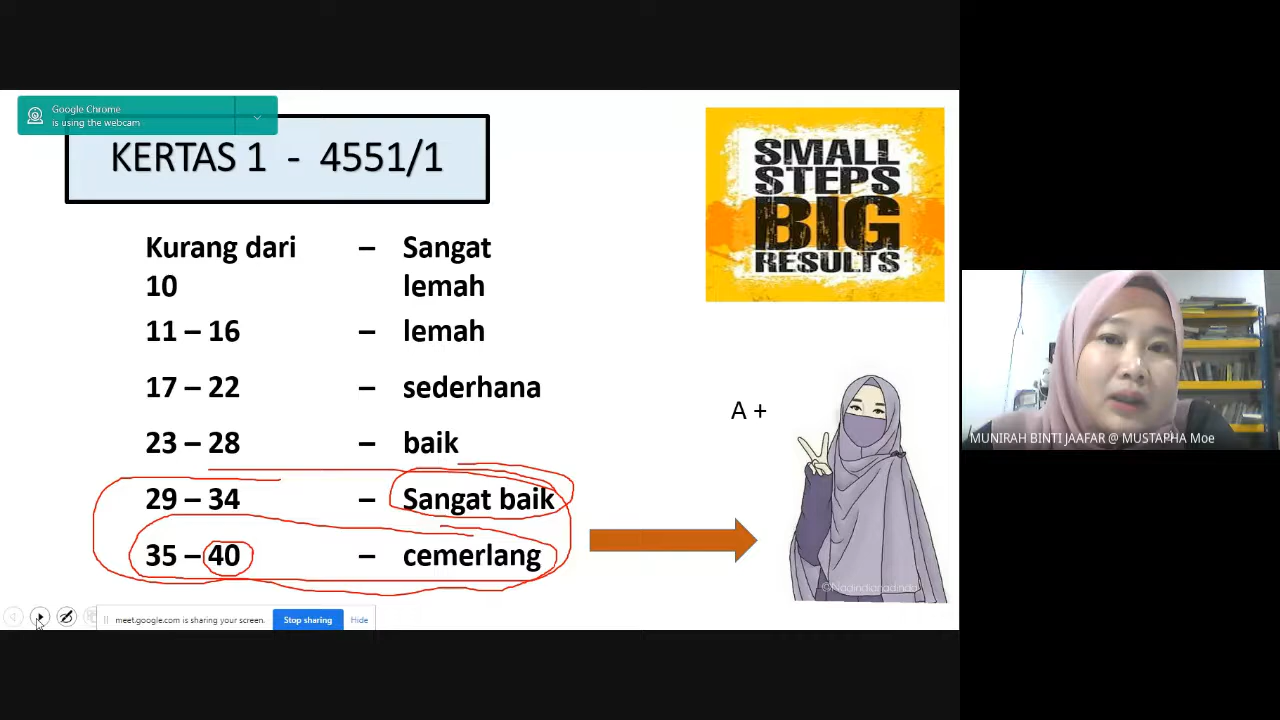 Google Chrome
is using the webcam
KERTAS 1 - 4551/1
Kurang dari 10 – Sangat lemah
11 – 16 – lemah
17 – 22 – sederhana
23 – 28 – baik
29 – 34 – Sangat baik
35 – 40 – cemerlang
SMALL
STEPS
BIG
RESULTS
A +
©Nadindianadinda
MUNIRAH BINTI JAAFAR @ MUSTAPHA Moe
meet.google.com is sharing your screen.
Stop sharing
Hide